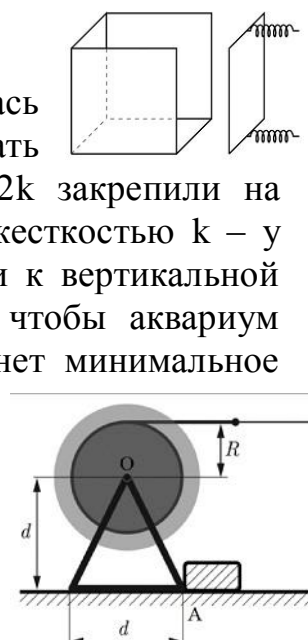 ась
ать
2k закрепили на
жесткостью k – у
и к вертикальной
чтобы аквариум
нет минимальное
O
R
d
A
d